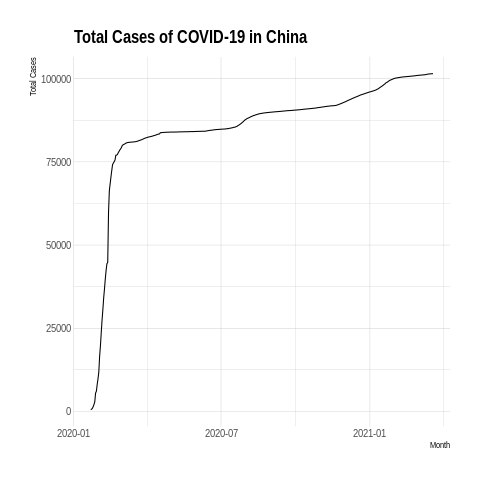 Total Cases of COVID-19 in China
Total Cases
100000
75000
50000
25000
0
2020-01
2020-07
2021-01
Month